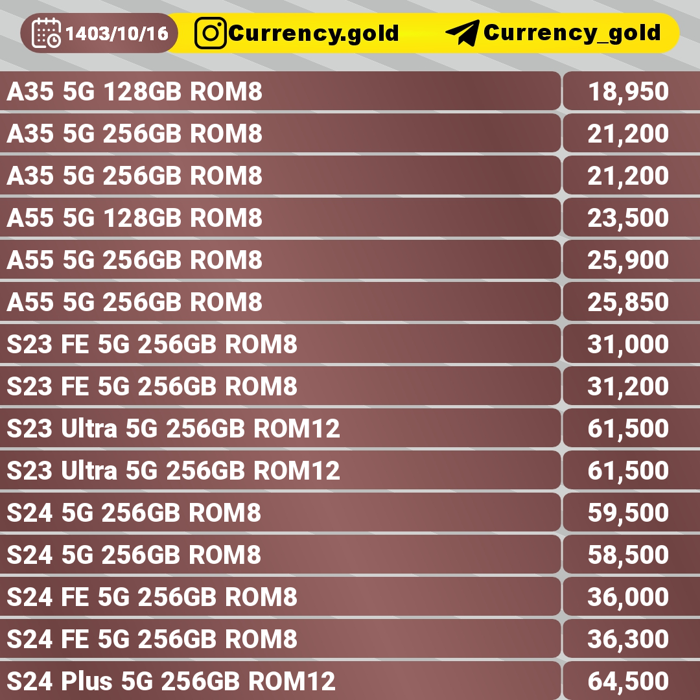 1403/10/16 Currency.gold Currency_gold
A35 5G 128GB ROM8 18,950
A35 5G 256GB ROM8 21,200
A35 5G 256GB ROM8 21,200
A55 5G 128GB ROM8 23,500
A55 5G 256GB ROM8 25,900
A55 5G 256GB ROM8 25,850
S23 FE 5G 256GB ROM8 31,000
S23 FE 5G 256GB ROM8 31,200
S23 Ultra 5G 256GB ROM12 61,500
S23 Ultra 5G 256GB ROM12 61,500
S24 5G 256GB ROM8 59,500
S24 5G 256GB ROM8 58,500
S24 FE 5G 256GB ROM8 36,000
S24 FE 5G 256GB ROM8 36,300
S24 Plus 5G 256GB ROM12 64,500